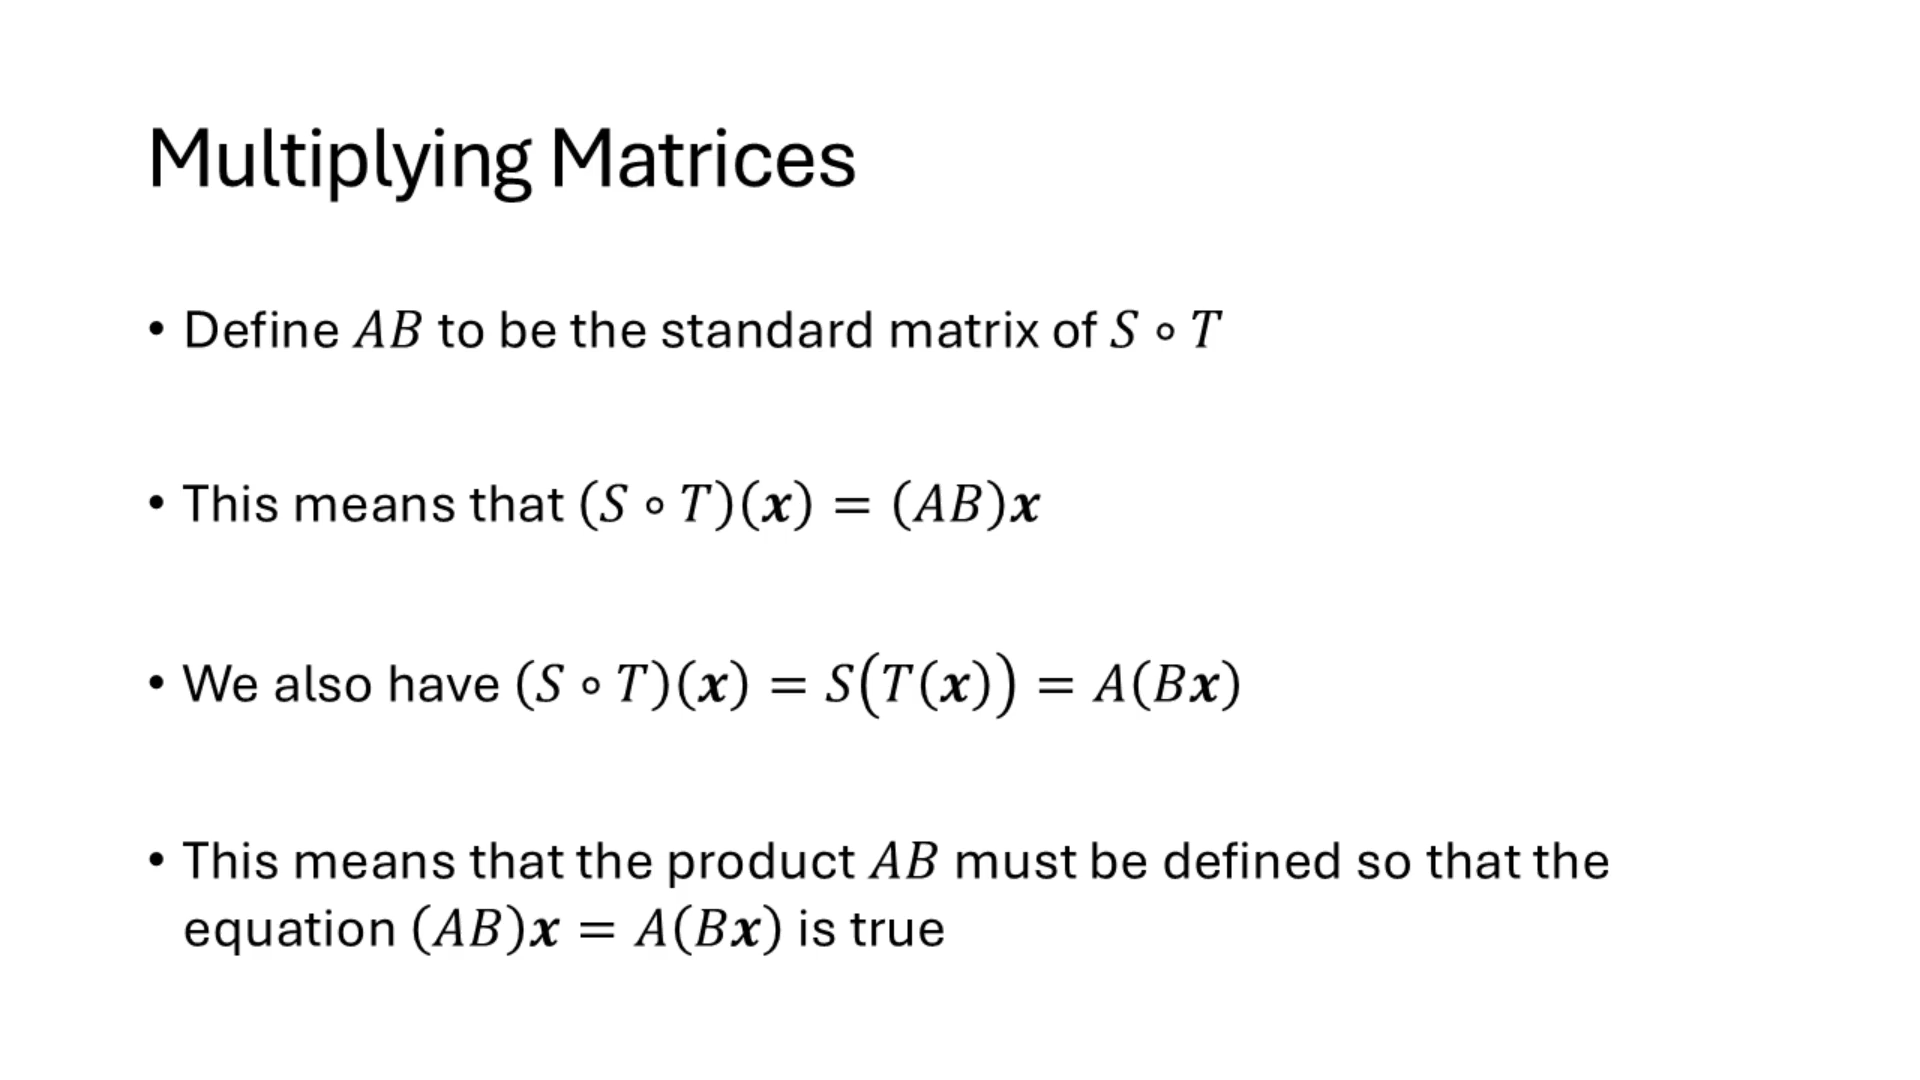 Multiplying Matrices
• Define 𝐴𝐵 to be the standard matrix of 𝑆 ∘ 𝑇
• This means that (𝑆 ∘ 𝑇)(𝒙) = (𝐴𝐵)𝒙
• We also have (𝑆 ∘ 𝑇)(𝒙) = 𝑆(𝑇(𝒙)) = 𝐴(𝐵𝒙)
• This means that the product 𝐴𝐵 must be defined so that the
equation (𝐴𝐵)𝒙 = 𝐴(𝐵𝒙) is true